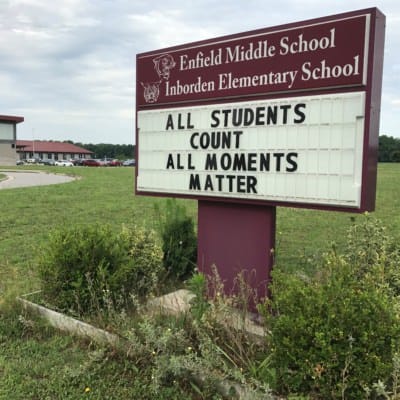 Enfield Middle School
Inborden Elementary School
ALL STUDENTS
COUNT
ALL MOMENTS
MATTER